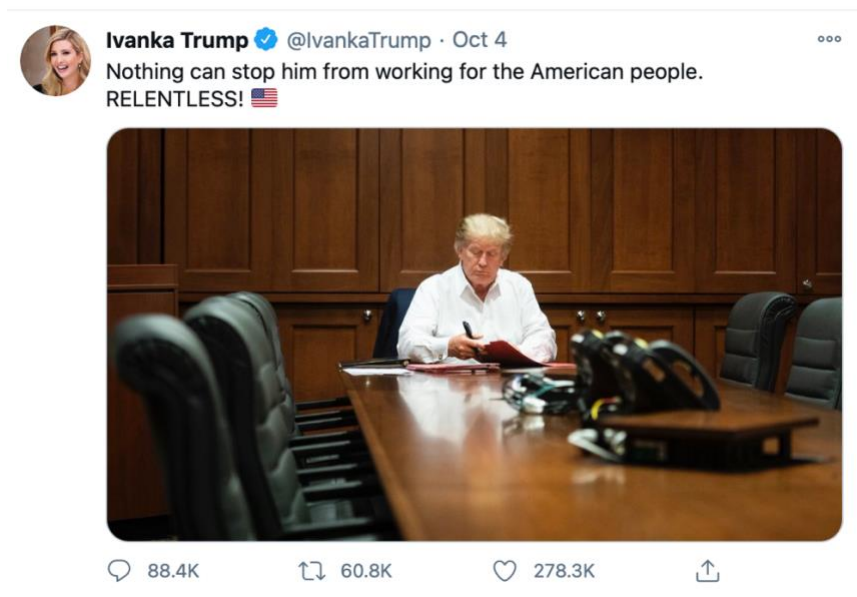 Ivanka Trump @IvankaTrump · Oct 4
Nothing can stop him from working for the American people.
RELENTLESS! 🇺🇸
88.4K 60.8K 278.3K